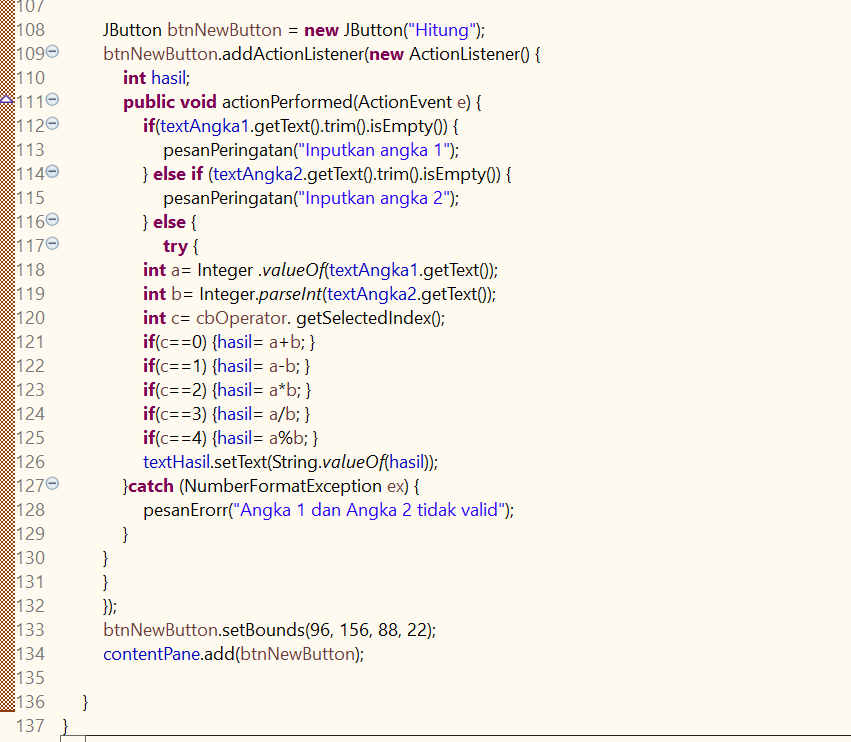 107
108 JButton btnNewButton = new JButton("Hitung");
109 btnNewButton.addActionListener(new ActionListener() {
110 int hasil;
111 public void actionPerformed(ActionEvent e) {
112 if(textAngka1.getText().trim().isEmpty()) {
113 pesanPeringatan("Inputkan angka 1");
114 } else if (textAngka2.getText().trim().isEmpty()) {
115 pesanPeringatan("Inputkan angka 2");
116 } else {
117 try {
118 int a= Integer .valueOf(textAngka1.getText());
119 int b= Integer.parseInt(textAngka2.getText());
120 int c= cbOperator. getSelectedIndex();
121 if(c==0) {hasil= a+b; }
122 if(c==1) {hasil= a-b; }
123 if(c==2) {hasil= a*b; }
124 if(c==3) {hasil= a/b; }
125 if(c==4) {hasil= a%b; }
126 textHasil.setText(String.valueOf(hasil));
127 }catch (NumberFormatException ex) {
128 pesanErorr("Angka 1 dan Angka 2 tidak valid");
129 }
130 }
131 }
132 });
133 btnNewButton.setBounds(96, 156, 88, 22);
134 contentPane.add(btnNewButton);
135
136 }
137 }